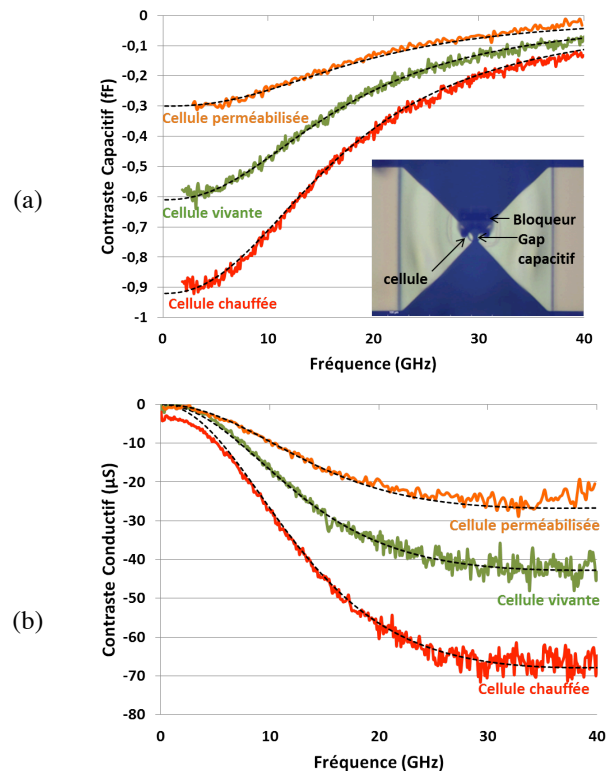 (a)
Contraste Capacitif (fF)
0
-0,1
-0,2
-0,3
-0,4
-0,5
-0,6
-0,7
-0,8
-0,9
-1
Cellule perméabilisée
Cellule vivante
Cellule chauffée
Bloqueur
Gap
capacitif
cellule
0 10 20 30 40
Fréquence (GHz)
(b)
Contraste Conductif (µS)
0
-10
-20
-30
-40
-50
-60
-70
-80
Cellule perméabilisée
Cellule vivante
Cellule chauffée
0 10 20 30 40
Fréquence (GHz)